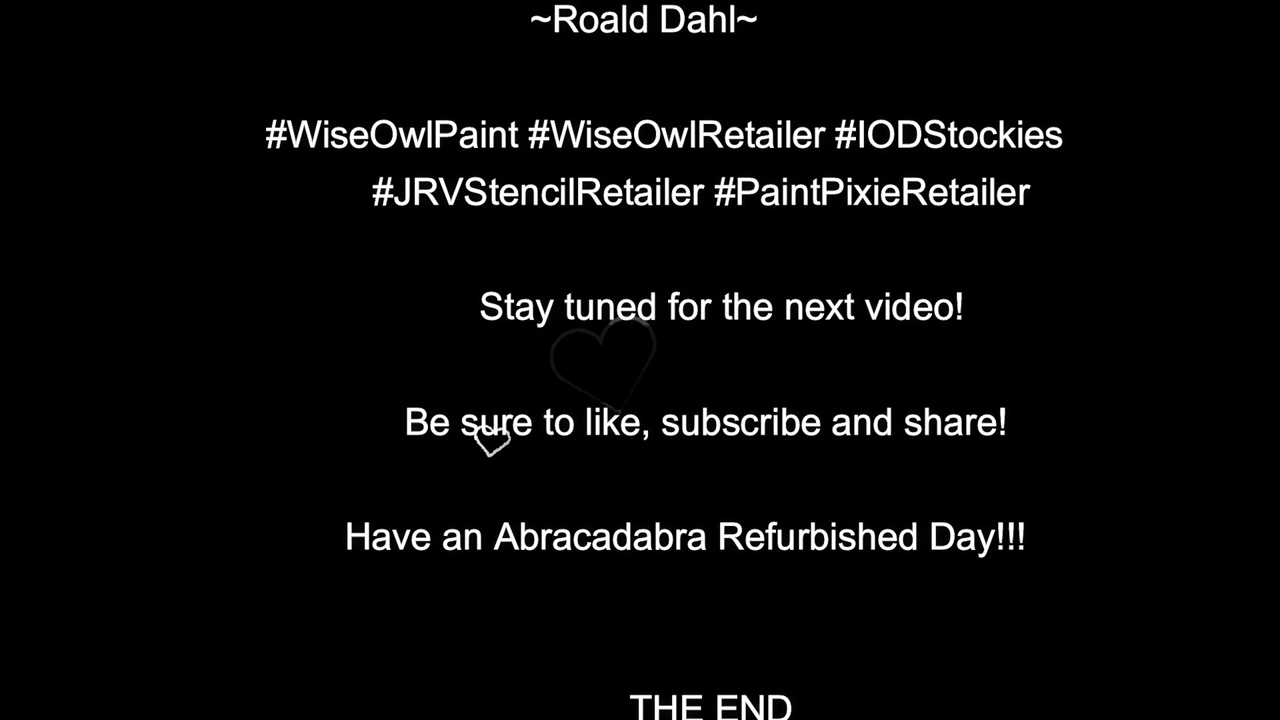 ~Roald Dahl~
#WiseOwlPaint #WiseOwlRetailer #IODStockies
#JRVStencilRetailer #PaintPixieRetailer
Stay tuned for the next video!
Be sure to like, subscribe and share!
Have an Abracadabra Refurbished Day!!!
THE END